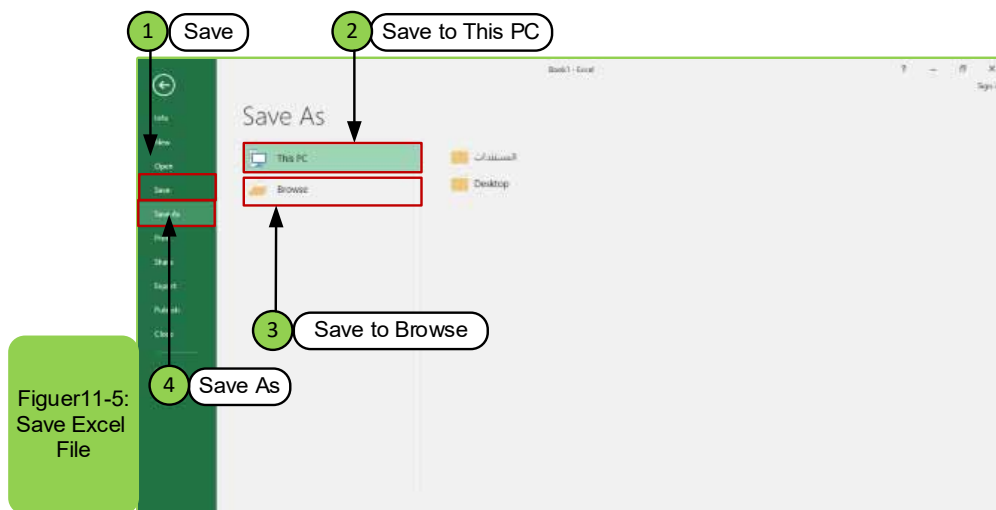 1 Save
2 Save to This PC
Book1 - Excel
?
Save As
Info
New
Open
Save
Save As
Print
Share
Export
Publish
Close
This PC
Browse
المستندات
Desktop
3 Save to Browse
4 Save As
Figuer11-5:
Save Excel
File